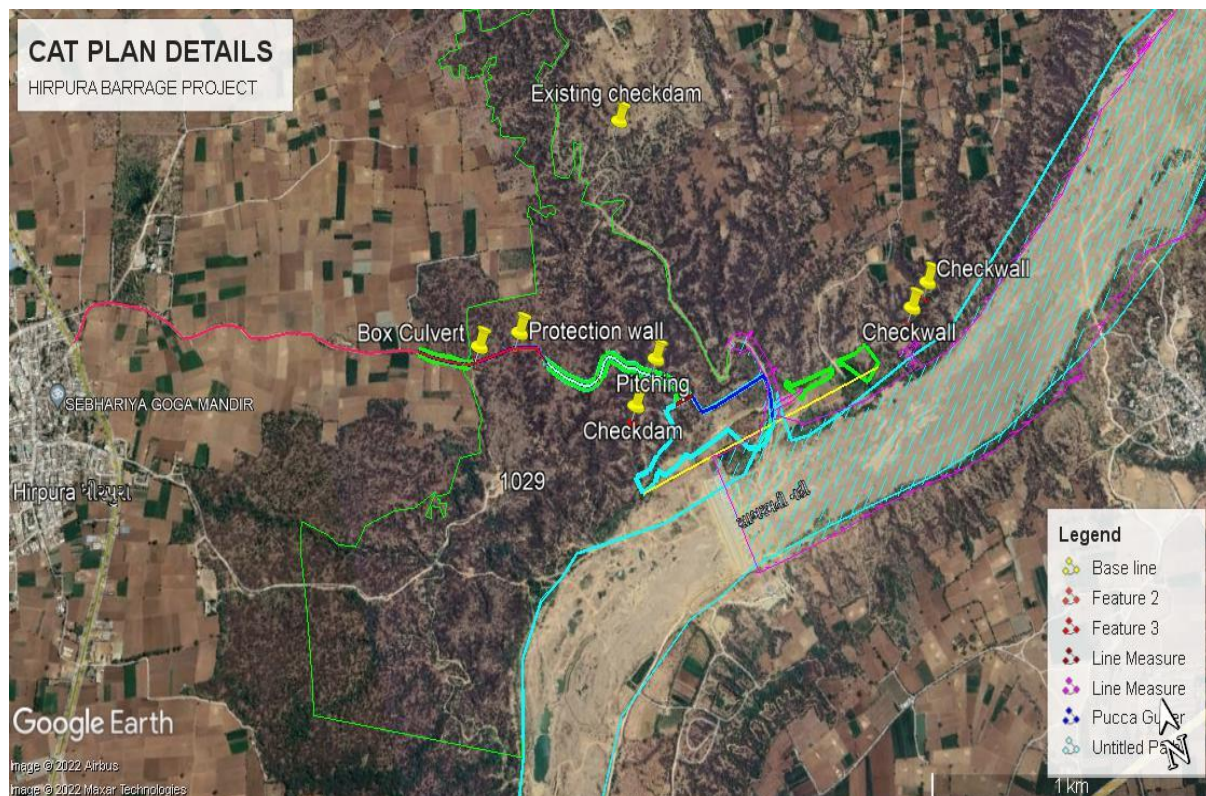 CAT PLAN DETAILS
HIRPURA BARRAGE PROJECT
Existing checkdam
Checkwall
Checkwall
Box Culvert
Protection wall
Pitching
Checkdam
SEBHARIYA GOGA MANDIR
Hirpura હીરપુરા
1029
સાબરમતી નદી
Legend
Base line
Feature 2
Feature 3
Line Measure
Line Measure
Pucca
Untitled
N
1 km
Google Earth
Image © 2022 Airbus
Image © 2022 Maxar Technologies